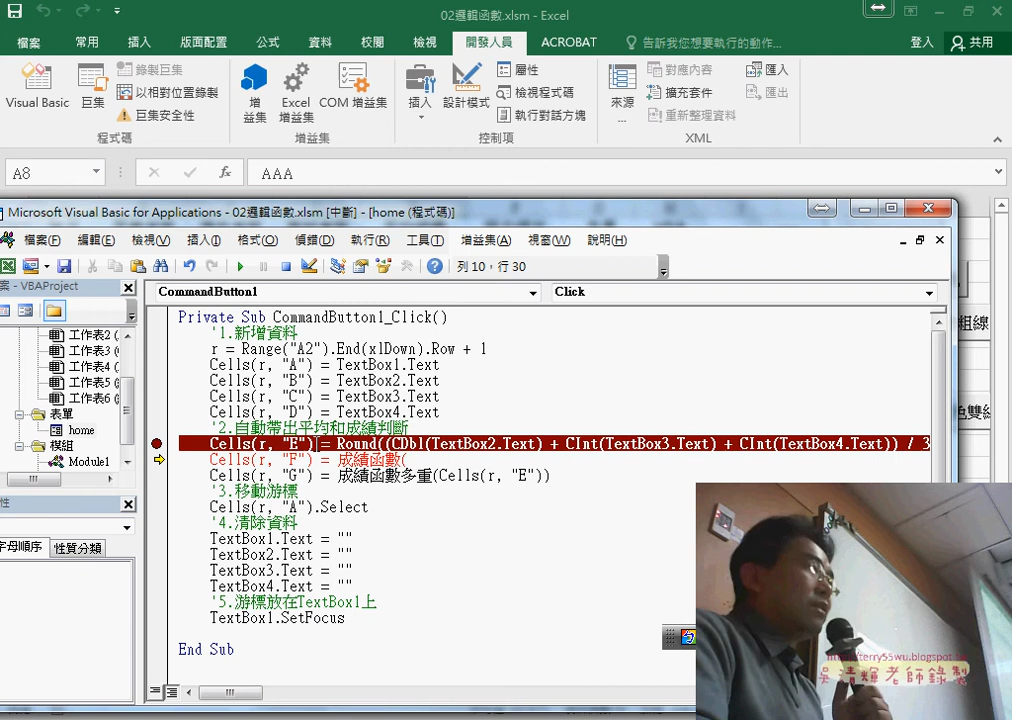 02邏輯函數.xlsm - Excel
檔案 常用 插入 版面配置 公式 資料 校閱 檢視 開發人員 ACROBAT 告訴我您想要執行的動作... 登入 共用
Visual Basic 巨集 錄製巨集 以相對位置錄製 巨集安全性 程式碼
增益集 Excel 增益集 COM 增益集 增益集
插入 設計模式 屬性 檢視程式碼 執行對話方塊 控制項
來源 ... 對應內容 擴充套件 重新整理資料 匯入 匯出 XML
A8 fx AAA
Microsoft Visual Basic for Applications - 02邏輯函數.xlsm [中斷] - [home (程式碼)]
檔案(F) 編輯(E) 檢視(V) 插入(I) 格式(O) 偵錯(D) 執行(R) 工具(T) 增益集(A) 視窗(W) 說明(H)
列 10，行 30
案 - VBAProject
CommandButton1 Click
工作表2
工作表3 (
工作表4 (
工作表5 (
工作表6 (
表單
home
模組
Module1
性
字母順序 性質分類
Private Sub CommandButton1_Click()
'1.新增資料
r = Range("A2").End(xlDown).Row + 1
Cells(r, "A") = TextBox1.Text
Cells(r, "B") = TextBox2.Text
Cells(r, "C") = TextBox3.Text
Cells(r, "D") = TextBox4.Text
'2.自動帶出平均和成績判斷
Cells(r, "E") = Round((CDbl(TextBox2.Text) + CInt(TextBox3.Text) + CInt(TextBox4.Text)) / 3
Cells(r, "F") = 成績函數(
Cells(r, "G") = 成績函數多重(Cells(r, "E"))
'3.移動游標
Cells(r, "A").Select
'4.清除資料
TextBox1.Text = ""
TextBox2.Text = ""
TextBox3.Text = ""
TextBox4.Text = ""
'5.游標放在TextBox1上
TextBox1.SetFocus
End Sub
粗線
色雙線
吳清輝老師錄製